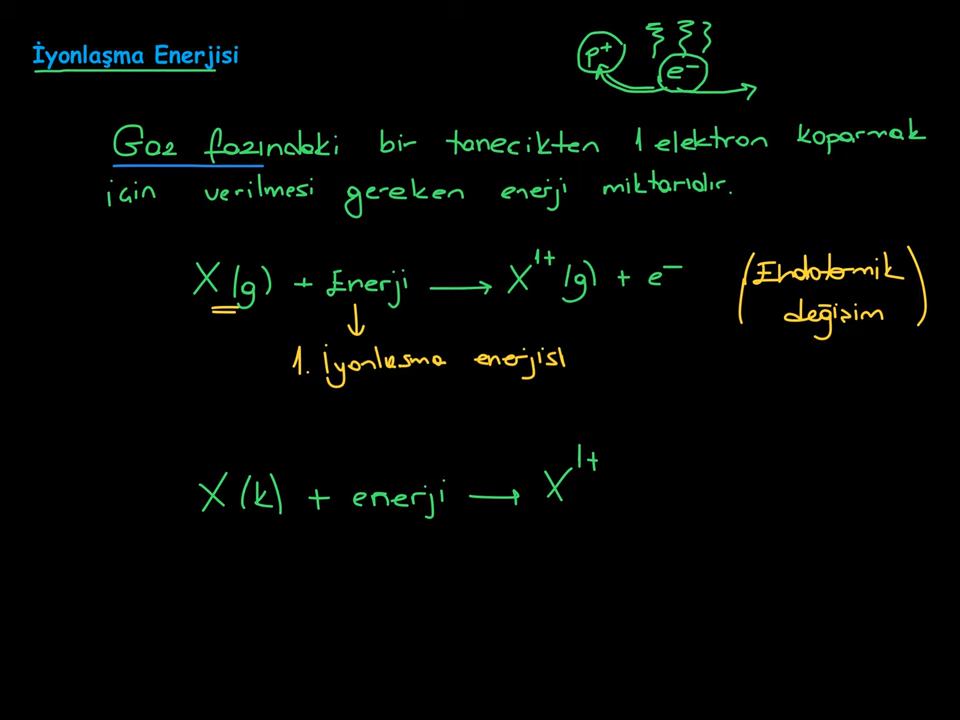 İyonlaşma Enerjisi
p+ e−
Gaz fazındaki bir tanecikten 1 elektron koparmak
için verilmesi gereken enerji miktarıdır.
X(g) + Enerji → X¹⁺(g) + e−
(Endotermik
değişim)
1. İyonlaşma enerjisi
X(k) + enerji → X¹⁺